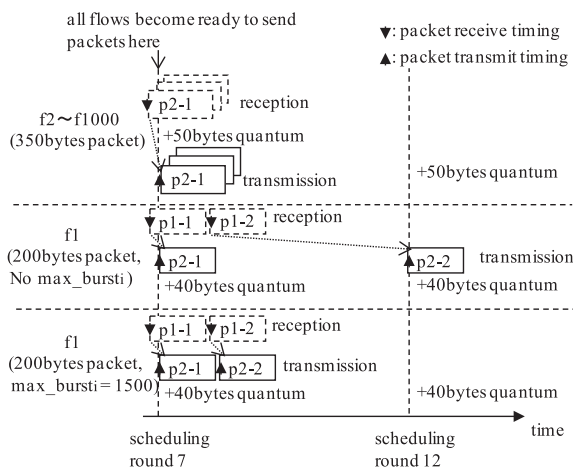 all flows become ready to send
packets here
▼: packet receive timing
▲: packet transmit timing
p2-1
reception
f2～f1000
(350bytes packet)
+50bytes quantum
p2-1
transmission
+50bytes quantum
p1-1
p1-2
reception
f1
(200bytes packet,
No max_bursti)
p2-1
p2-2
transmission
+40bytes quantum
+40bytes quantum
p1-1
p1-2
reception
f1
(200bytes packet,
max_bursti = 1500)
p2-1
p2-2
transmission
+40bytes quantum
+40bytes quantum
time
scheduling
round 7
scheduling
round 12